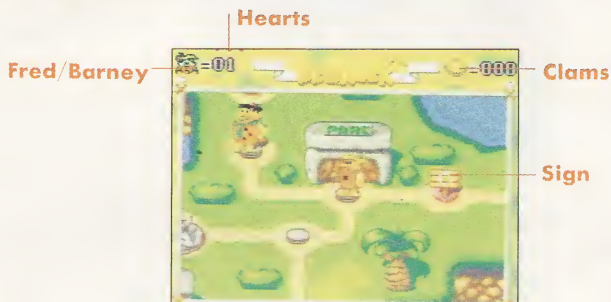 Hearts
Fred/Barney
=01
=000
Clams
PARK
Sign